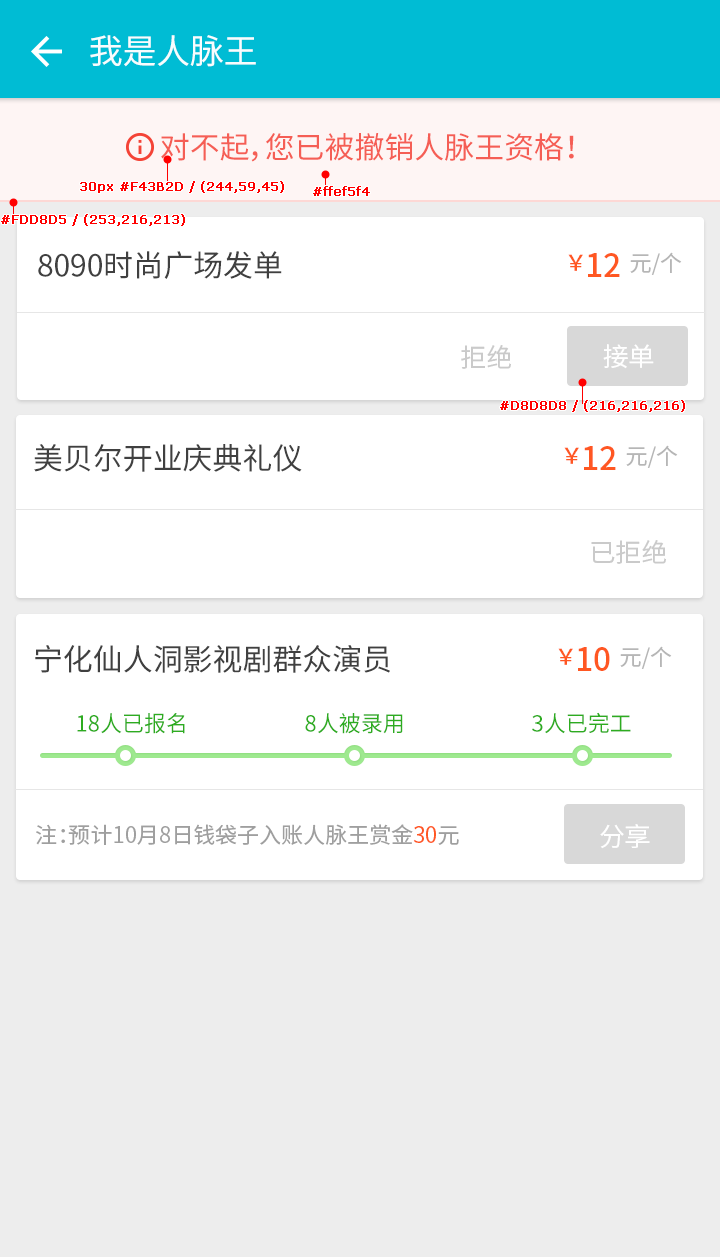 我是人脉王
对不起，您已被撤销人脉王资格！
30px #F43B2D / (244,59,45)
#ffef5f4
#FDD8D5 / (253,216,213)
8090时尚广场发单 ¥12 元/个
拒绝 接单
#D8D8D8 / (216,216,216)
美贝尔开业庆典礼仪 ¥12 元/个
已拒绝
宁化仙人洞影视剧群众演员 ¥10 元/个
18人已报名 8人被录用 3人已完工
注：预计10月8日钱袋子入账人脉王赏金30元 分享